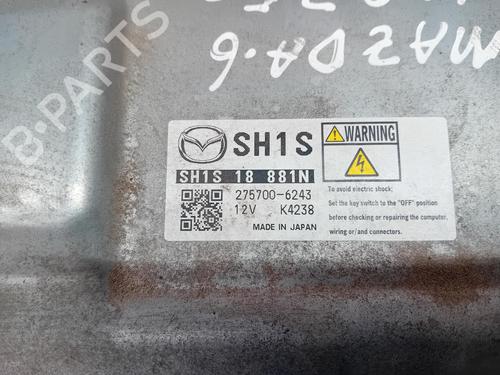 MAZDA.6
B-PARTS
SH1S
SH1S 18 881N
275700-6243
12V K4238
MADE IN JAPAN
WARNING
To avoid electric shock;
Set the key switch to the "OFF" position
before checking or repairing the computer,
wiring or/and connectors.